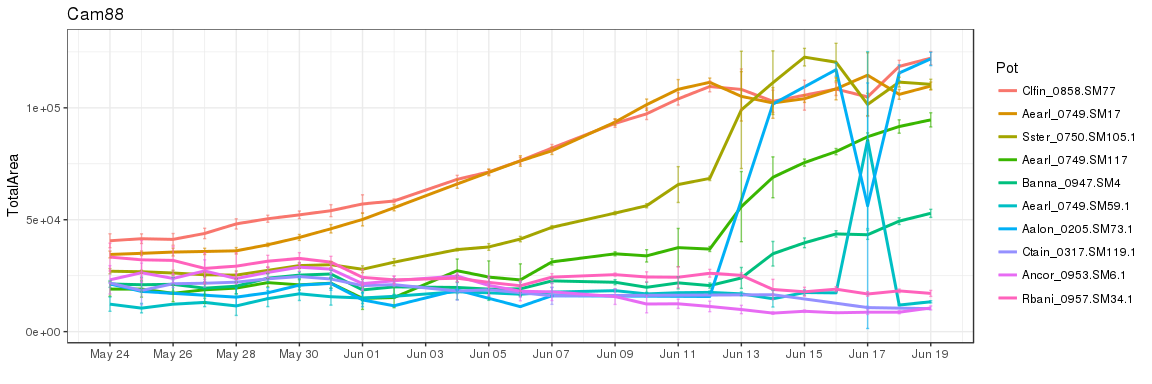 Cam88
TotalArea
1e+05
5e+04
0e+00
May 24 May 26 May 28 May 30 Jun 01 Jun 03 Jun 05 Jun 07 Jun 09 Jun 11 Jun 13 Jun 15 Jun 17 Jun 19
Pot
Clfin_0858.SM77
Aearl_0749.SM17
Sster_0750.SM105.1
Aearl_0749.SM117
Banna_0947.SM4
Aearl_0749.SM59.1
Aalon_0205.SM73.1
Ctain_0317.SM119.1
Ancor_0953.SM6.1
Rbani_0957.SM34.1